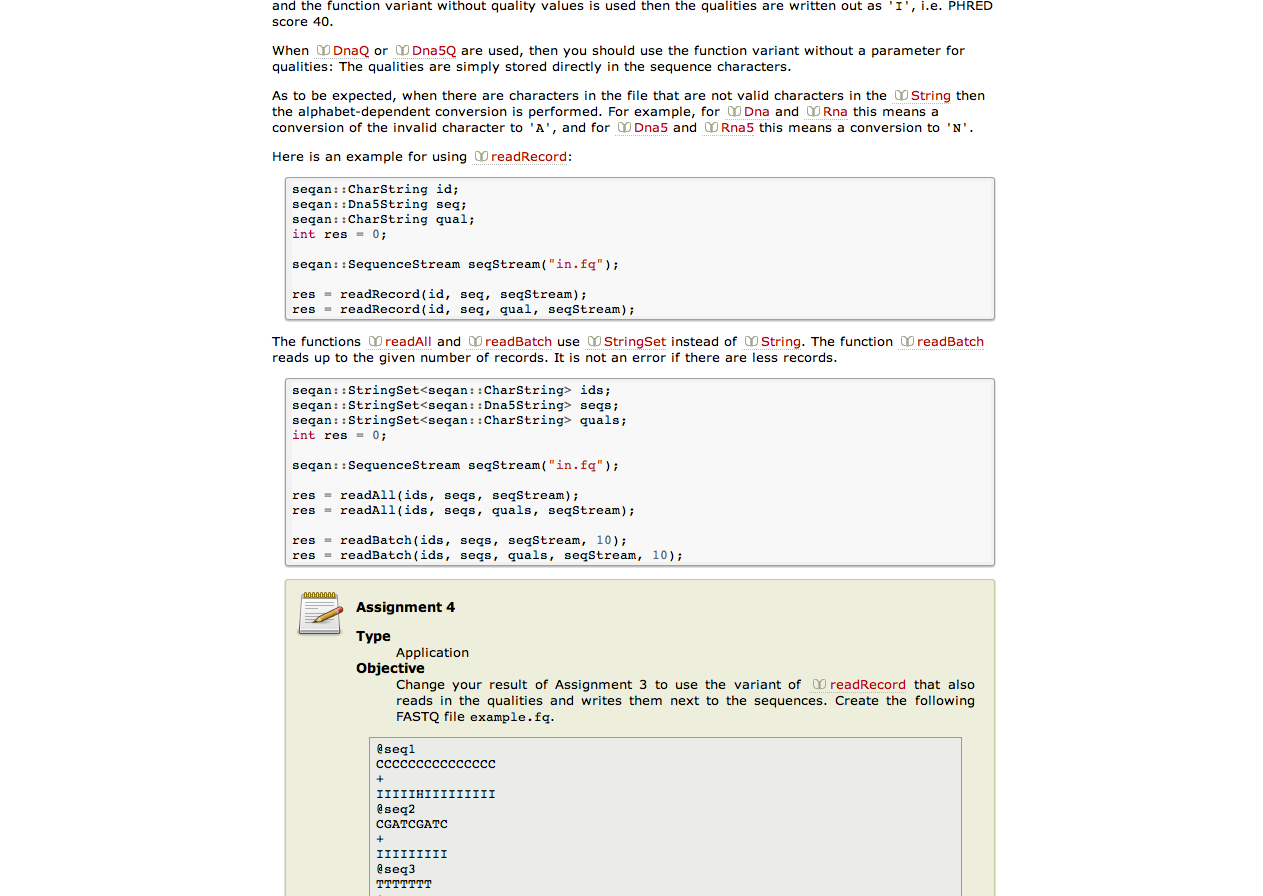 and the function variant without quality values is used then the qualities are written out as 'I', i.e. PHRED
score 40.
When DnaQ or Dna5Q are used, then you should use the function variant without a parameter for
qualities: The qualities are simply stored directly in the sequence characters.
As to be expected, when there are characters in the file that are not valid characters in the String then
the alphabet-dependent conversion is performed. For example, for Dna and Rna this means a
conversion of the invalid character to 'A', and for Dna5 and Rna5 this means a conversion to 'N'.
Here is an example for using readRecord:
seqan::CharString id;
seqan::Dna5String seq;
seqan::CharString qual;
int res = 0;
seqan::SequenceStream seqStream("in.fq");
res = readRecord(id, seq, seqStream);
res = readRecord(id, seq, qual, seqStream);
The functions readAll and readBatch use StringSet instead of String. The function readBatch
reads up to the given number of records. It is not an error if there are less records.
seqan::StringSet<seqan::CharString> ids;
seqan::StringSet<seqan::Dna5String> seqs;
seqan::StringSet<seqan::CharString> quals;
int res = 0;
seqan::SequenceStream seqStream("in.fq");
res = readAll(ids, seqs, seqStream);
res = readAll(ids, seqs, quals, seqStream);
res = readBatch(ids, seqs, seqStream, 10);
res = readBatch(ids, seqs, quals, seqStream, 10);
Assignment 4
Type
Application
Objective
Change your result of Assignment 3 to use the variant of readRecord that also
reads in the qualities and writes them next to the sequences. Create the following
FASTQ file example.fq.
@seq1
CCCCCCCCCCCCCCC
+
IIIIIHIIIIIIIII
@seq2
CGATCGATC
+
IIIIIIIII
@seq3
TTTTTTT